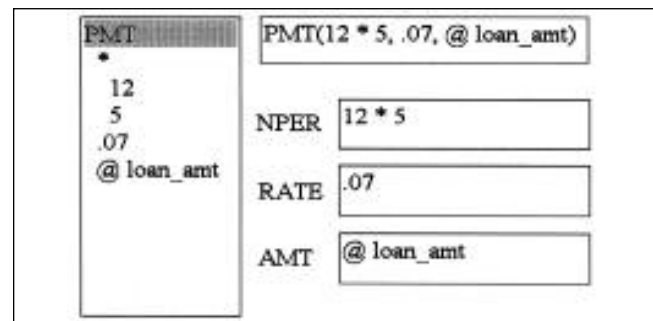 PMT
*
12
5
.07
@ loan_amt
PMT(12 * 5, .07, @ loan_amt)
NPER 12 * 5
RATE .07
AMT @ loan_amt